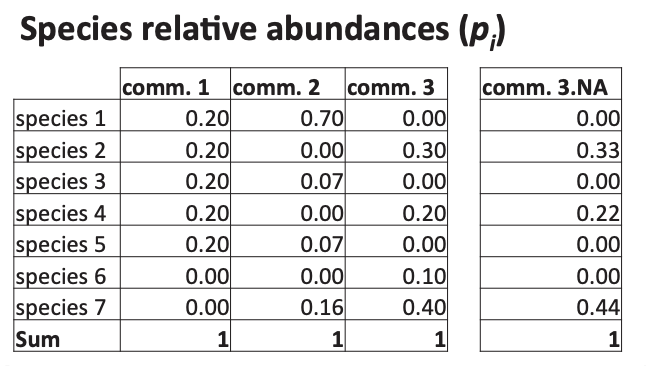 Species relative abundances (pi)
comm. 1 comm. 2 comm. 3 comm. 3.NA
species 1 0.20 0.70 0.00 0.00
species 2 0.20 0.00 0.30 0.33
species 3 0.20 0.07 0.00 0.00
species 4 0.20 0.00 0.20 0.22
species 5 0.20 0.07 0.00 0.00
species 6 0.00 0.00 0.10 0.00
species 7 0.00 0.16 0.40 0.44
Sum 1 1 1 1